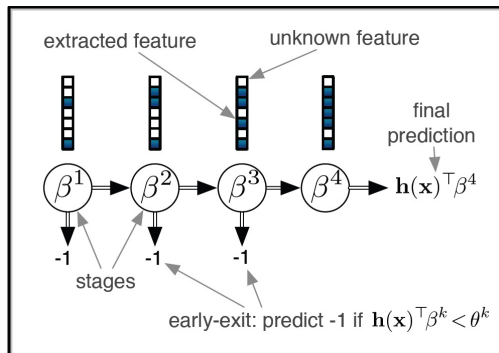 extracted feature
unknown feature
final
prediction
β¹
β²
β³
β⁴
h(x)ᵀβ⁴
-1
-1
-1
stages
early-exit: predict -1 if h(x)ᵀβᵏ < θᵏ